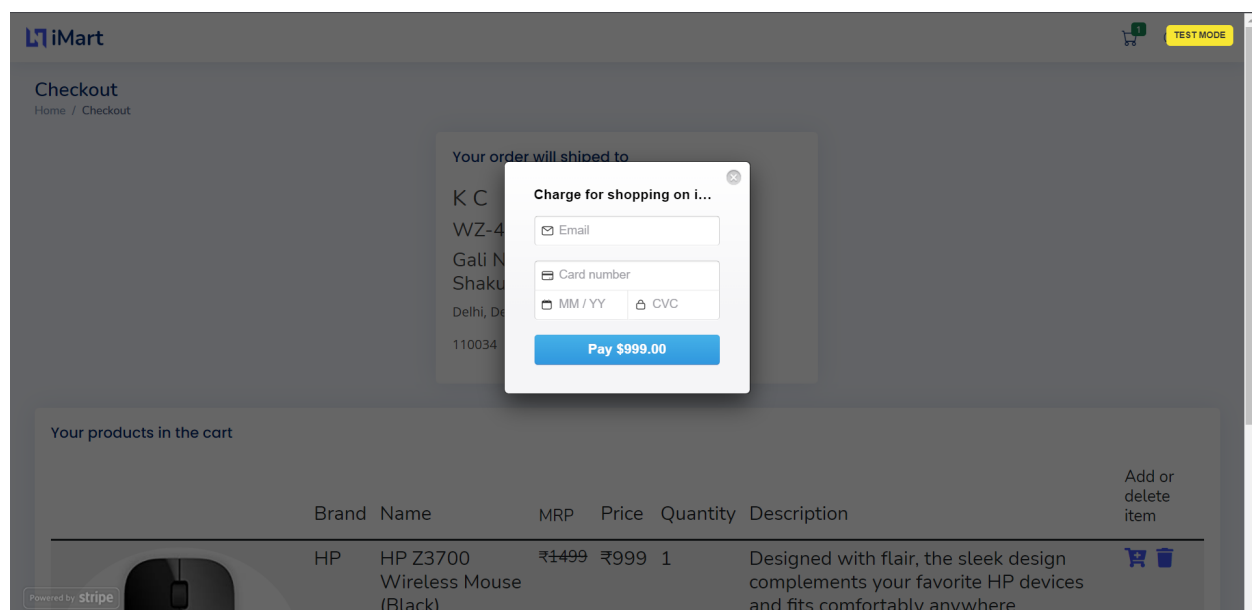 iMart
1
TEST MODE
Checkout
Home / Checkout
Your order will shiped to
K C
WZ-4
Gali N
Shaku
Delhi, De
110034
Charge for shopping on i...
Email
Card number
MM / YY CVC
Pay $999.00
Your products in the cart
Brand Name MRP Price Quantity Description Add or
delete
item
HP HP Z3700 ₹1499 ₹999 1 Designed with flair, the sleek design
Wireless Mouse complements your favorite HP devices
(Black) and fits comfortably anywhere
Powered by stripe